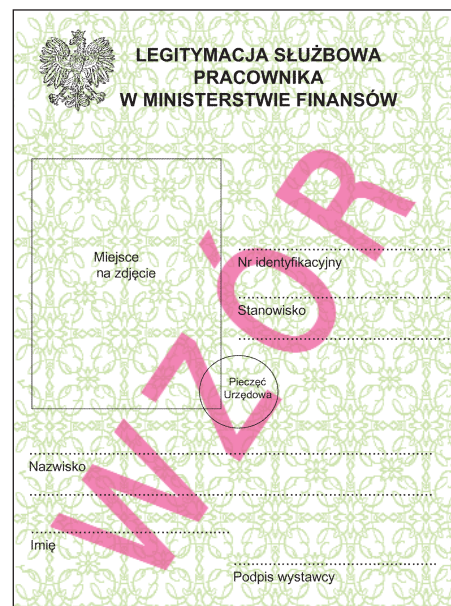 LEGITYMACJA SŁUŻBOWA
PRACOWNIKA
W MINISTERSTWIE FINANSÓW
Miejsce
na zdjęcie
Nr identyfikacyjny
Stanowisko
Pieczęć
Urzędowa
Nazwisko
Imię
Podpis wystawcy
WZÓR